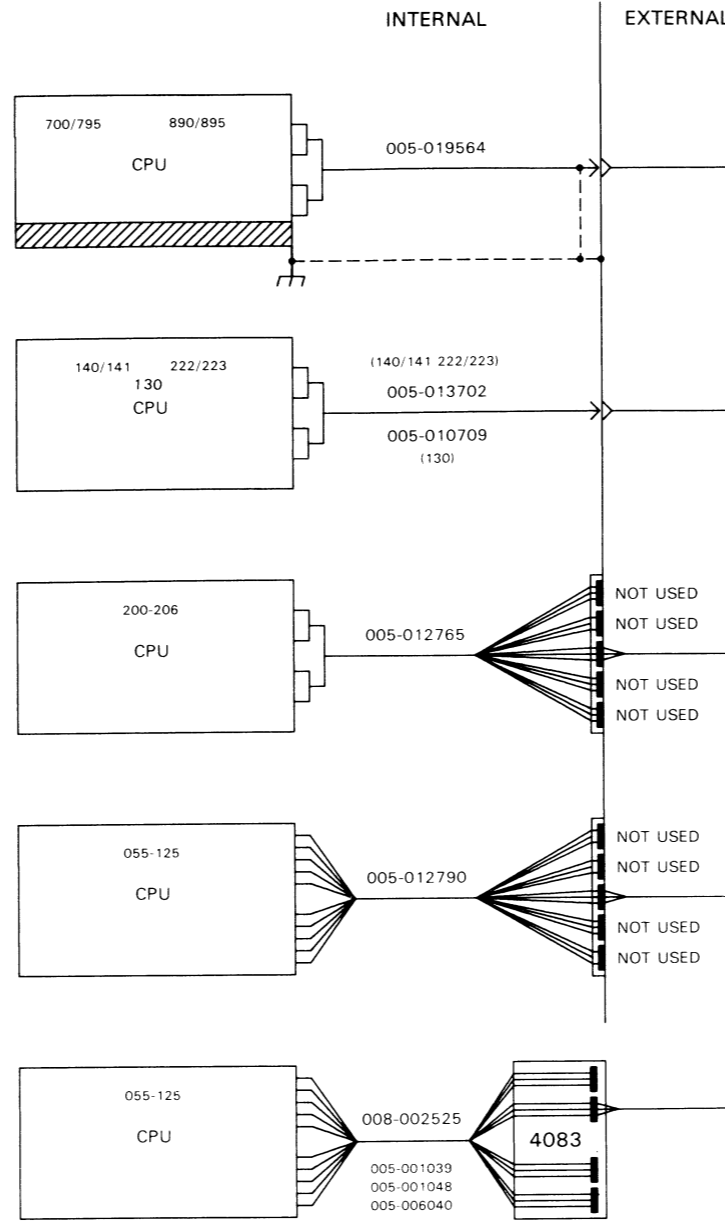 INTERNAL EXTERNAL
700/795 890/895
CPU
005-019564
140/141 222/223
130
CPU
(140/141 222/223)
005-013702
005-010709
(130)
200-206
CPU
005-012765
NOT USED
NOT USED
NOT USED
NOT USED
055-125
CPU
005-012790
NOT USED
NOT USED
NOT USED
NOT USED
055-125
CPU
008-002525
005-001039
005-001048
005-006040
4083